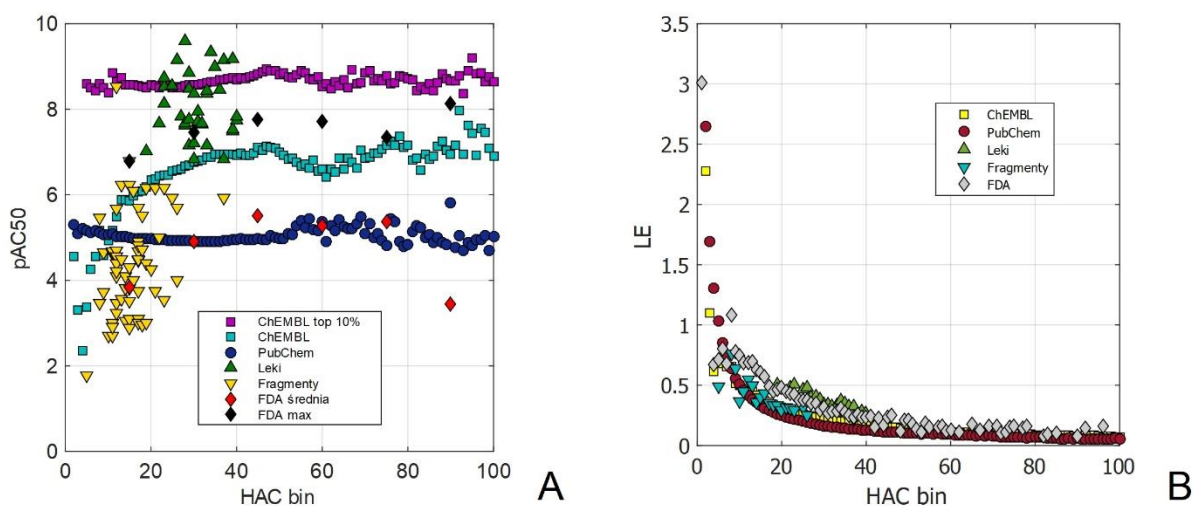 10
8
6
4
2
0
pAC50
0 20 40 60 80 100
HAC bin
ChEMBL top 10%
ChEMBL
PubChem
Leki
Fragmenty
FDA średnia
FDA max
A
3.5
3
2.5
2
1.5
1
0.5
0
LE
0 20 40 60 80 100
HAC bin
ChEMBL
PubChem
Leki
Fragmenty
FDA
B